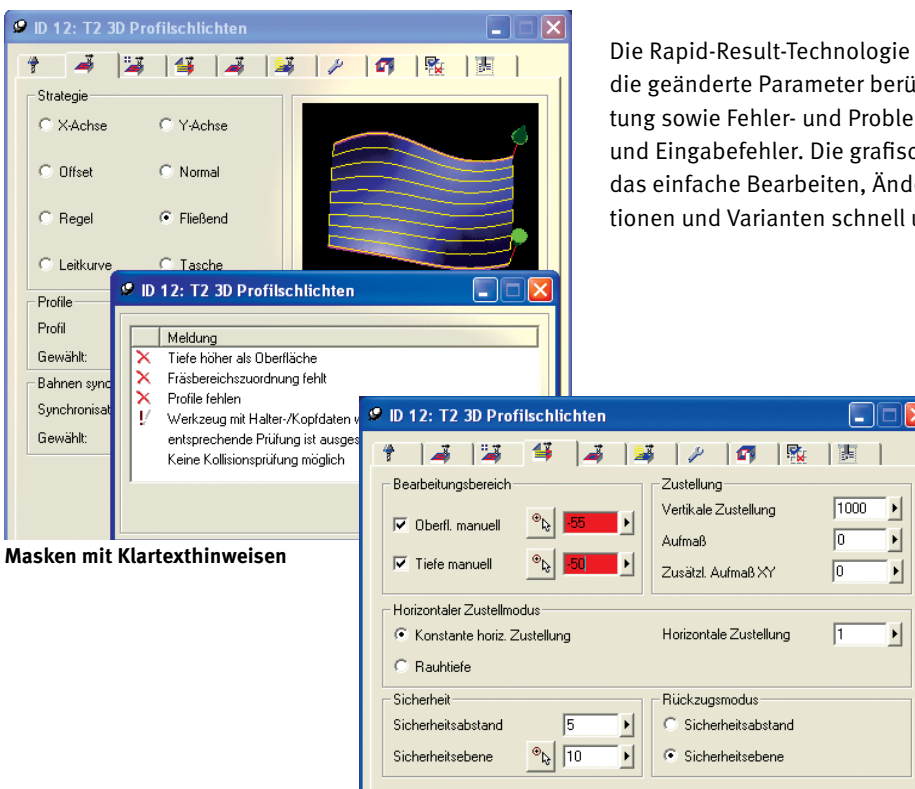 ID 12: T2 3D Profilschlichten
Strategie
X-Achse
Y-Achse
Offset
Normal
Regel
Fließend
Leitkurve
Tasche
Profile
Profil
Gewählt:
Bahnen sync
Synchronisat
Gewählt:
ID 12: T2 3D Profilschlichten
Meldung
Tiefe höher als Oberfläche
Fräsbereichszuordnung fehlt
Profile fehlen
Werkzeug mit Halter-/Kopfdaten
entsprechende Prüfung ist ausges
Keine Kollisionsprüfung möglich
Masken mit Klartexthinweisen
ID 12: T2 3D Profilschlichten
Bearbeitungsbereich
Oberfl. manuell
-55
Tiefe manuell
-50
Zustellung
Vertikale Zustellung
1000
Aufmaß
0
Zusätzl. Aufmaß XY
0
Horizontaler Zustellmodus
Konstante horiz. Zustellung
Rauhtiefe
Horizontale Zustellung
1
Sicherheit
Sicherheitsabstand
5
Sicherheitsebene
10
Rückzugsmodus
Sicherheitsabstand
Sicherheitsebene
Die Rapid-Result-Technologie
die geänderte Parameter berü
tung sowie Fehler- und Proble
und Eingabefehler. Die grafisc
das einfache Bearbeiten, Ände
tionen und Varianten schnell u